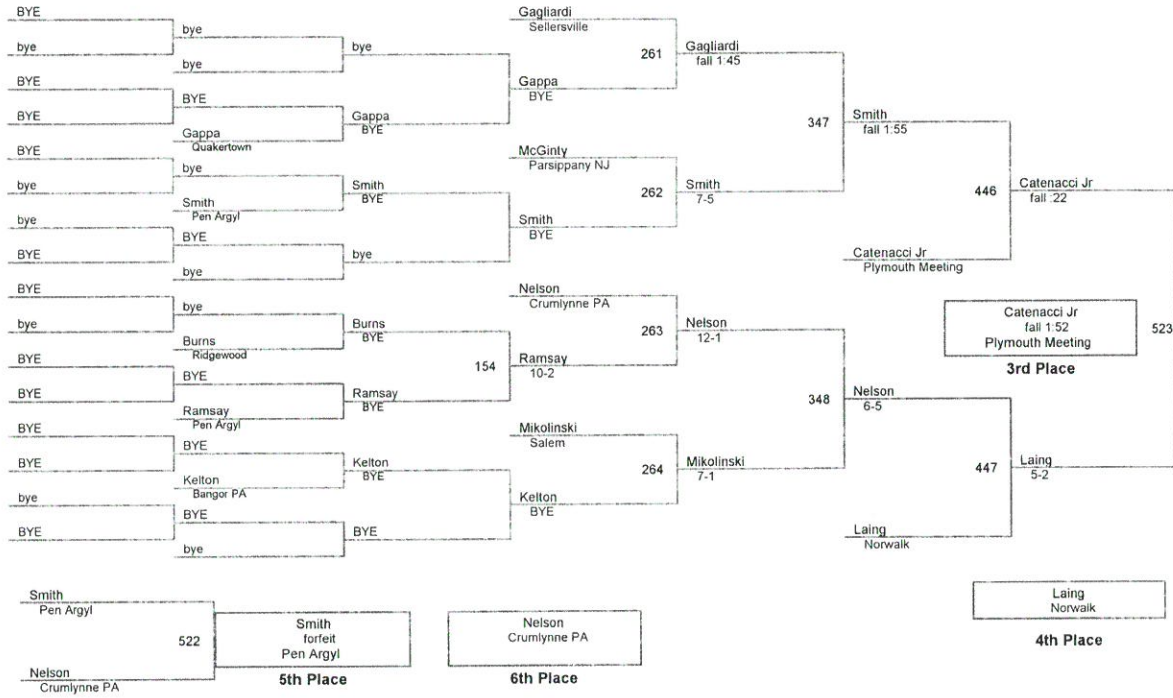 BYE
bye
BYE
BYE
BYE
bye
bye
BYE
BYE
bye
BYE
BYE
BYE
BYE
bye
BYE
bye
bye
BYE
Gappa
Quakertown
bye
Smith
Pen Argyl
BYE
bye
bye
Burns
Ridgewood
BYE
Ramsay
Pen Argyl
BYE
Kelton
Bangor PA
BYE
bye
bye
Gappa
BYE
Smith
BYE
bye
Burns
BYE
154
Ramsay
BYE
Kelton
BYE
BYE
Gagliardi
Sellersville
261
Gappa
BYE
McGinty
Parsippany NJ
262
Smith
BYE
Nelson
Crumlynne PA
263
Ramsay
10-2
Mikolinski
Salem
264
Kelton
BYE
Gagliardi
fall 1:45
347
Smith
7-5
Nelson
12-1
348
Mikolinski
7-1
Smith
fall 1:55
446
Catenacci Jr
Plymouth Meeting
Nelson
6-5
447
Laing
Norwalk
Catenacci Jr
fall :22
Catenacci Jr
fall 1:52
Plymouth Meeting
3rd Place
523
Laing
5-2
Smith
Pen Argyl
522
Nelson
Crumlynne PA
Smith
forfeit
Pen Argyl
5th Place
Nelson
Crumlynne PA
6th Place
Laing
Norwalk
4th Place